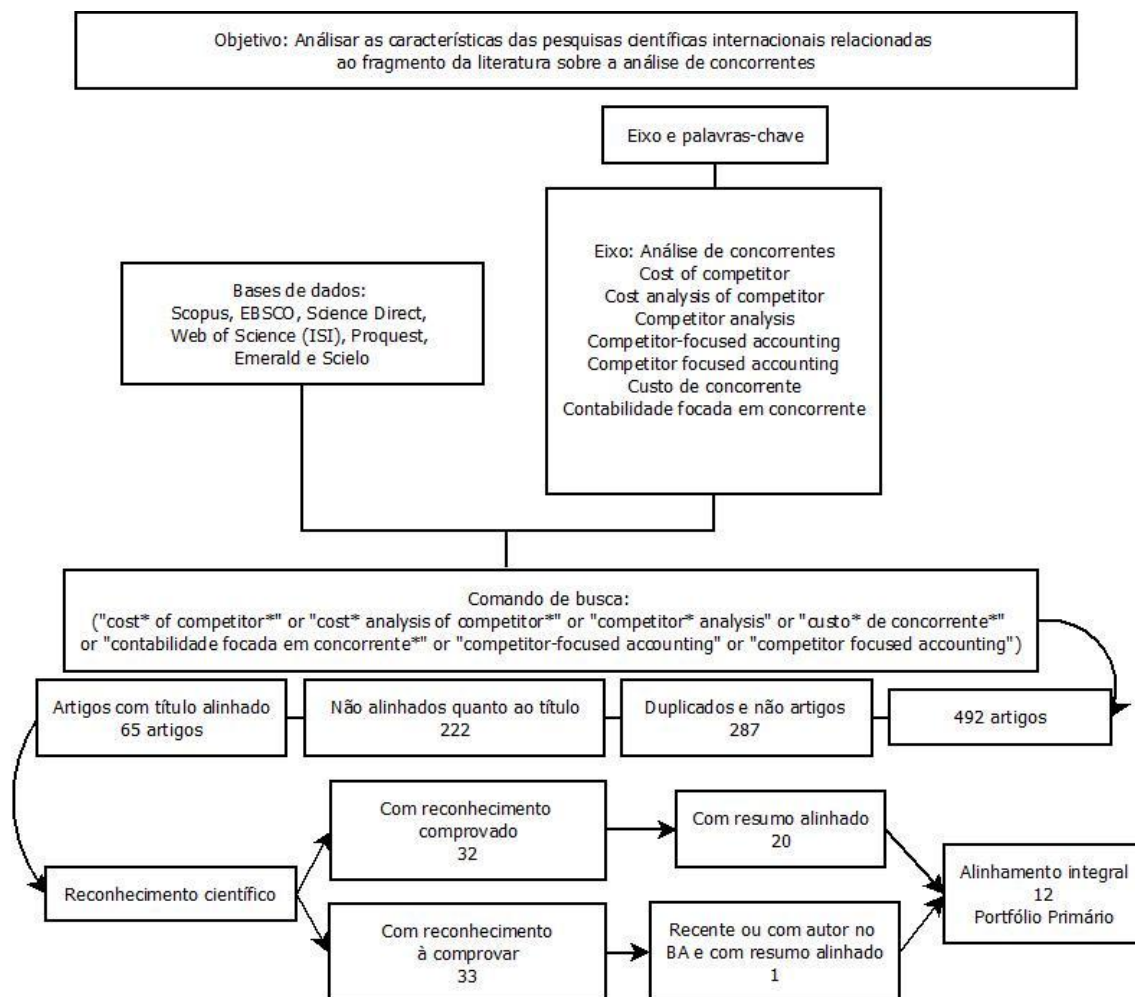 Objetivo: Análisar as características das pesquisas científicas internacionais relacionadas
ao fragmento da literatura sobre a análise de concorrentes
Eixo e palavras-chave
Bases de dados:
Scopus, EBSCO, Science Direct,
Web of Science (ISI), Proquest,
Emerald e Scielo
Eixo: Análise de concorrentes
Cost of competitor
Cost analysis of competitor
Competitor analysis
Competitor-focused accounting
Competitor focused accounting
Custo de concorrente
Contabilidade focada em concorrente
Comando de busca:
("cost* of competitor*" or "cost* analysis of competitor*" or "competitor* analysis" or "custo* de concorrente*"
or "contabilidade focada em concorrente*" or "competitor-focused accounting" or "competitor focused accounting")
Artigos com título alinhado
65 artigos
Não alinhados quanto ao título
222
Duplicados e não artigos
287
492 artigos
Reconhecimento científico
Com reconhecimento
comprovado
32
Com resumo alinhado
20
Com reconhecimento
à comprovar
33
Recente ou com autor no
BA e com resumo alinhado
1
Alinhamento integral
12
Portfólio Primário